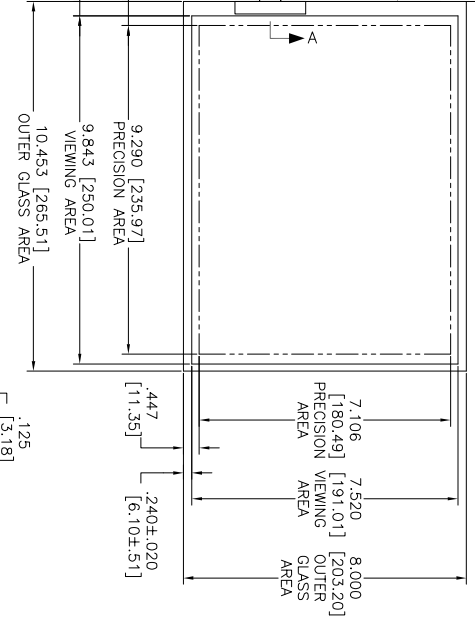 A
9.290 [235.97]
PRECISION AREA
9.843 [250.01]
VIEWING AREA
10.453 [265.51]
OUTER GLASS AREA
.447
[11.35]
.240±.020
[6.10±.51]
7.106
[180.49]
PRECISION
AREA
7.520
[191.01]
VIEWING
AREA
8.000
[203.20]
OUTER
GLASS
AREA
.125
[3.18]